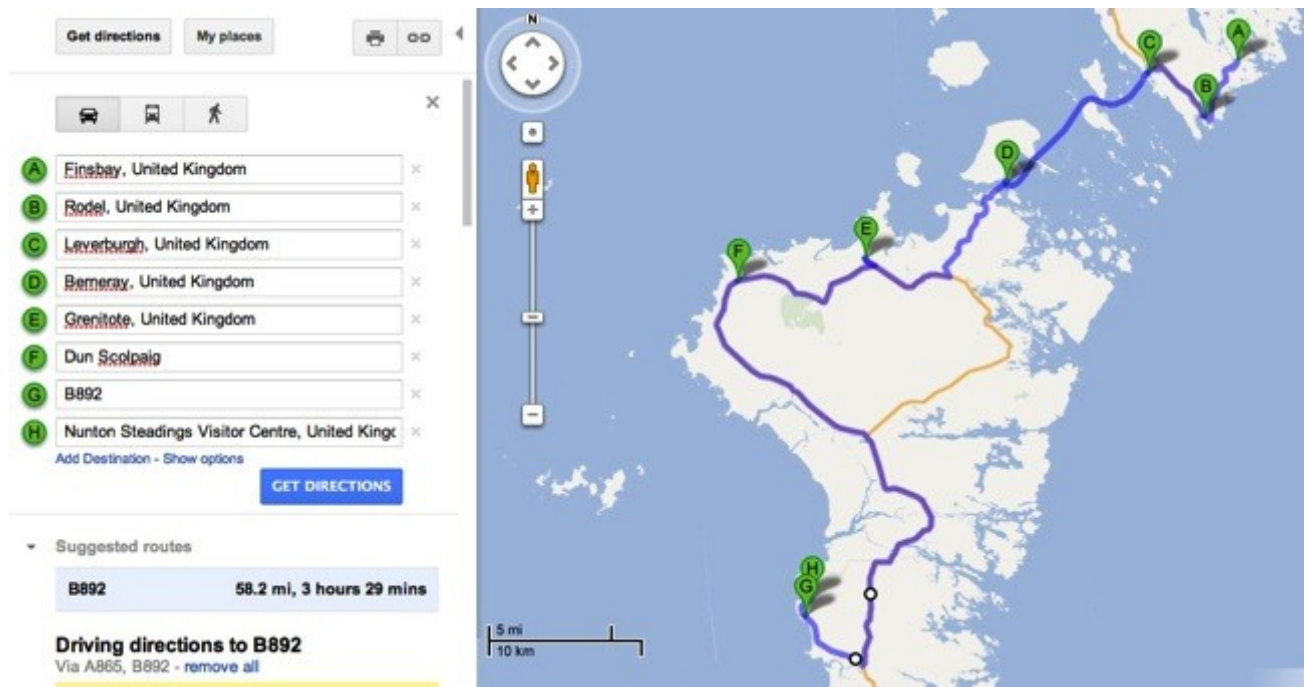 Get directions
My places
A
Finsbay, United Kingdom
B
Rodel, United Kingdom
C
Leverburgh, United Kingdom
D
Berneray, United Kingdom
E
Grenitote, United Kingdom
F
Dun Scolpaig
G
B892
H
Nunton Steadings Visitor Centre, United King
Add Destination - Show options
GET DIRECTIONS
Suggested routes
B892 58.2 mi, 3 hours 29 mins
Driving directions to B892
Via A865, B892 - remove all
N
A
C
B
D
E
F
H
G
5 mi
10 km